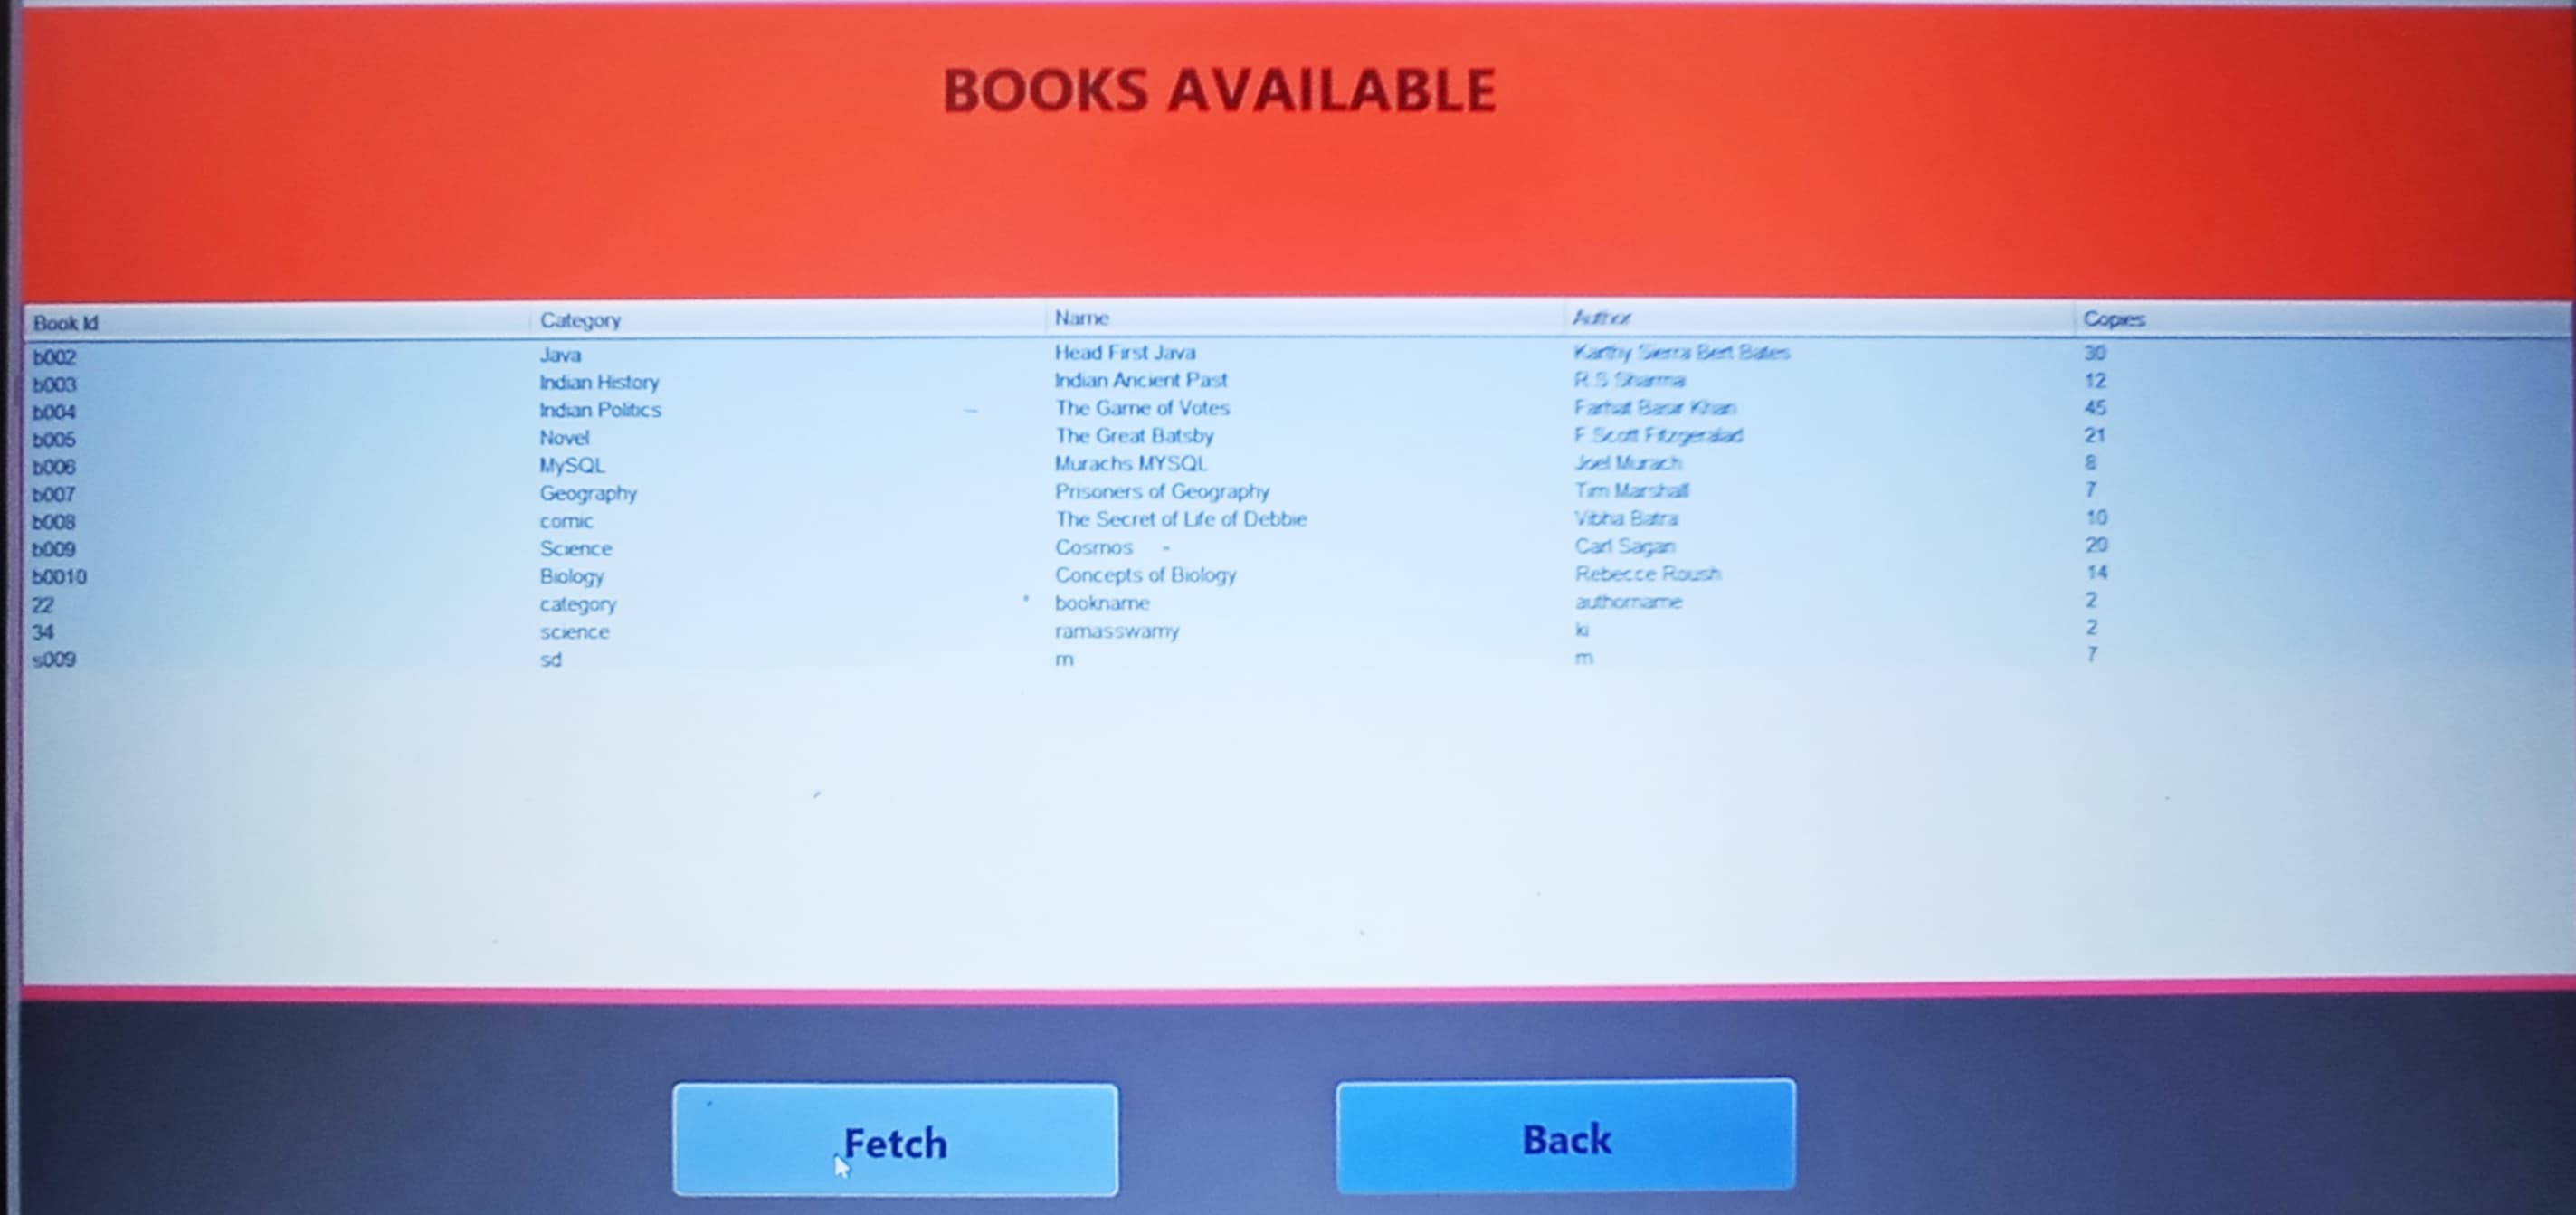 BOOKS AVAILABLE
Book Id Category Name Author Copies
b002 Java Head First Java Karthy Sierra Bert Bates 30
b003 Indian History Indian Ancient Past R.S Sharma 12
b004 Indian Politics The Game of Votes Farhat Basir Khan 45
b005 Novel The Great Batsby F.Scott Fitzgeralad 21
b006 MySQL Murachs MYSQL Joel Murach 8
b007 Geography Prisoners of Geography Tim Marshall 7
b008 comic The Secret of Life of Debbie Vibha Batra 10
b009 Science Cosmos Carl Sagan 20
b0010 Biology Concepts of Biology Rebecce Roush 14
22 category bookname authorname 2
34 science ramasswamy ki 2
s009 sd m m 7
Fetch Back